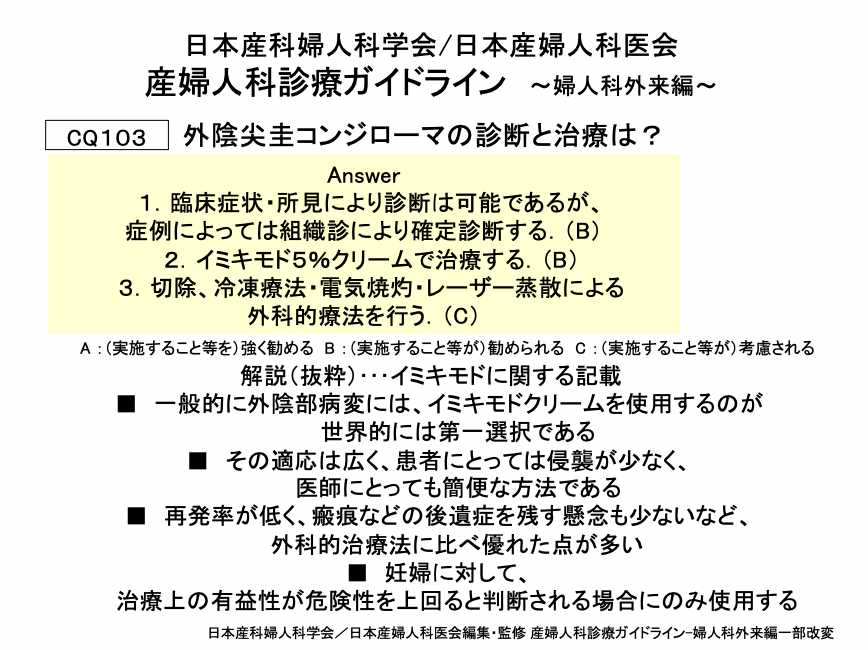 日本産科婦人科学会/日本産婦人科医会
産婦人科診療ガイドライン ～婦人科外来編～
CQ103 外陰尖圭コンジローマの診断と治療は？
Answer
１．臨床症状・所見により診断は可能であるが、
症例によっては組織診により確定診断する．（B）
２．イミキモド５％クリームで治療する．（B）
３．切除、冷凍療法・電気焼灼・レーザー蒸散による
外科的療法を行う．（C）
A：（実施すること等を）強く勧める B：（実施すること等が）勧められる C：（実施すること等が）考慮される
解説（抜粋）･･･イミキモドに関する記載
■ 一般的に外陰部病変には、イミキモドクリームを使用するのが
世界的には第一選択である
■ その適応は広く、患者にとっては侵襲が少なく、
医師にとっても簡便な方法である
■ 再発率が低く、瘢痕などの後遺症を残す懸念も少ないなど、
外科的治療法に比べ優れた点が多い
■ 妊婦に対して、
治療上の有益性が危険性を上回ると判断される場合にのみ使用する
日本産科婦人科学会／日本産婦人科医会編集・監修 産婦人科診療ガイドライン-婦人科外来編一部改変